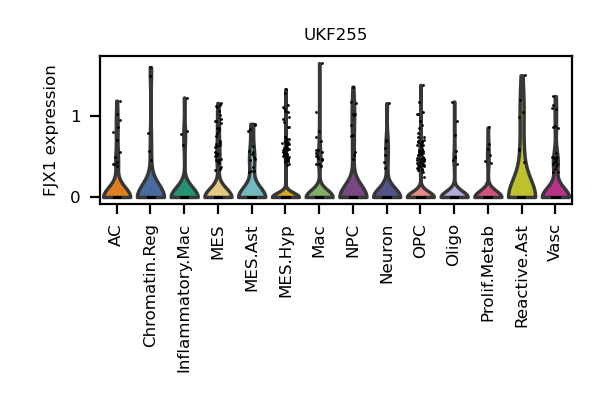 UKF255
FJX1 expression
1
0
AC
Chromatin.Reg
Inflammatory.Mac
MES
MES.Ast
MES.Hyp
Mac
NPC
Neuron
OPC
Oligo
Prolif.Metab
Reactive.Ast
Vasc